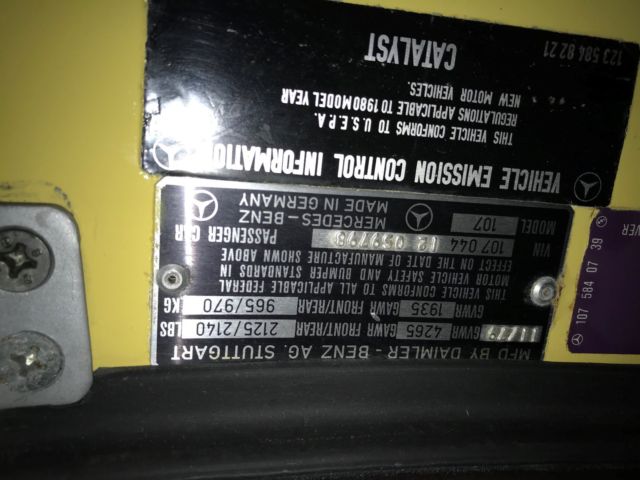 MFD BY DAIMLER - BENZ AG. STUTTGART
11/79 GVWR 4265 GAWR FRONT/REAR 2125/2140 LBS
GVWR 1935 GAWR FRONT/REAR 965/970 KG
THIS VEHICLE CONFORMS TO ALL APPLICABLE FEDERAL
MOTOR VEHICLE SAFETY AND BUMPER STANDARDS IN
EFFECT ON THE DATE OF MANUFACTURE SHOWN ABOVE
VIN 107 044 12 059798 PASSENGER CAR
MODEL 107 MERCEDES-BENZ
MADE IN GERMANY
VEHICLE EMISSION CONTROL INFORMATION
THIS VEHICLE CONFORMS TO U.S.E.P.A.
REGULATIONS APPLICABLE TO 1980 MODEL YEAR
NEW MOTOR VEHICLES.
CATALYST
123 584 82 21
107 584 07 39
VER